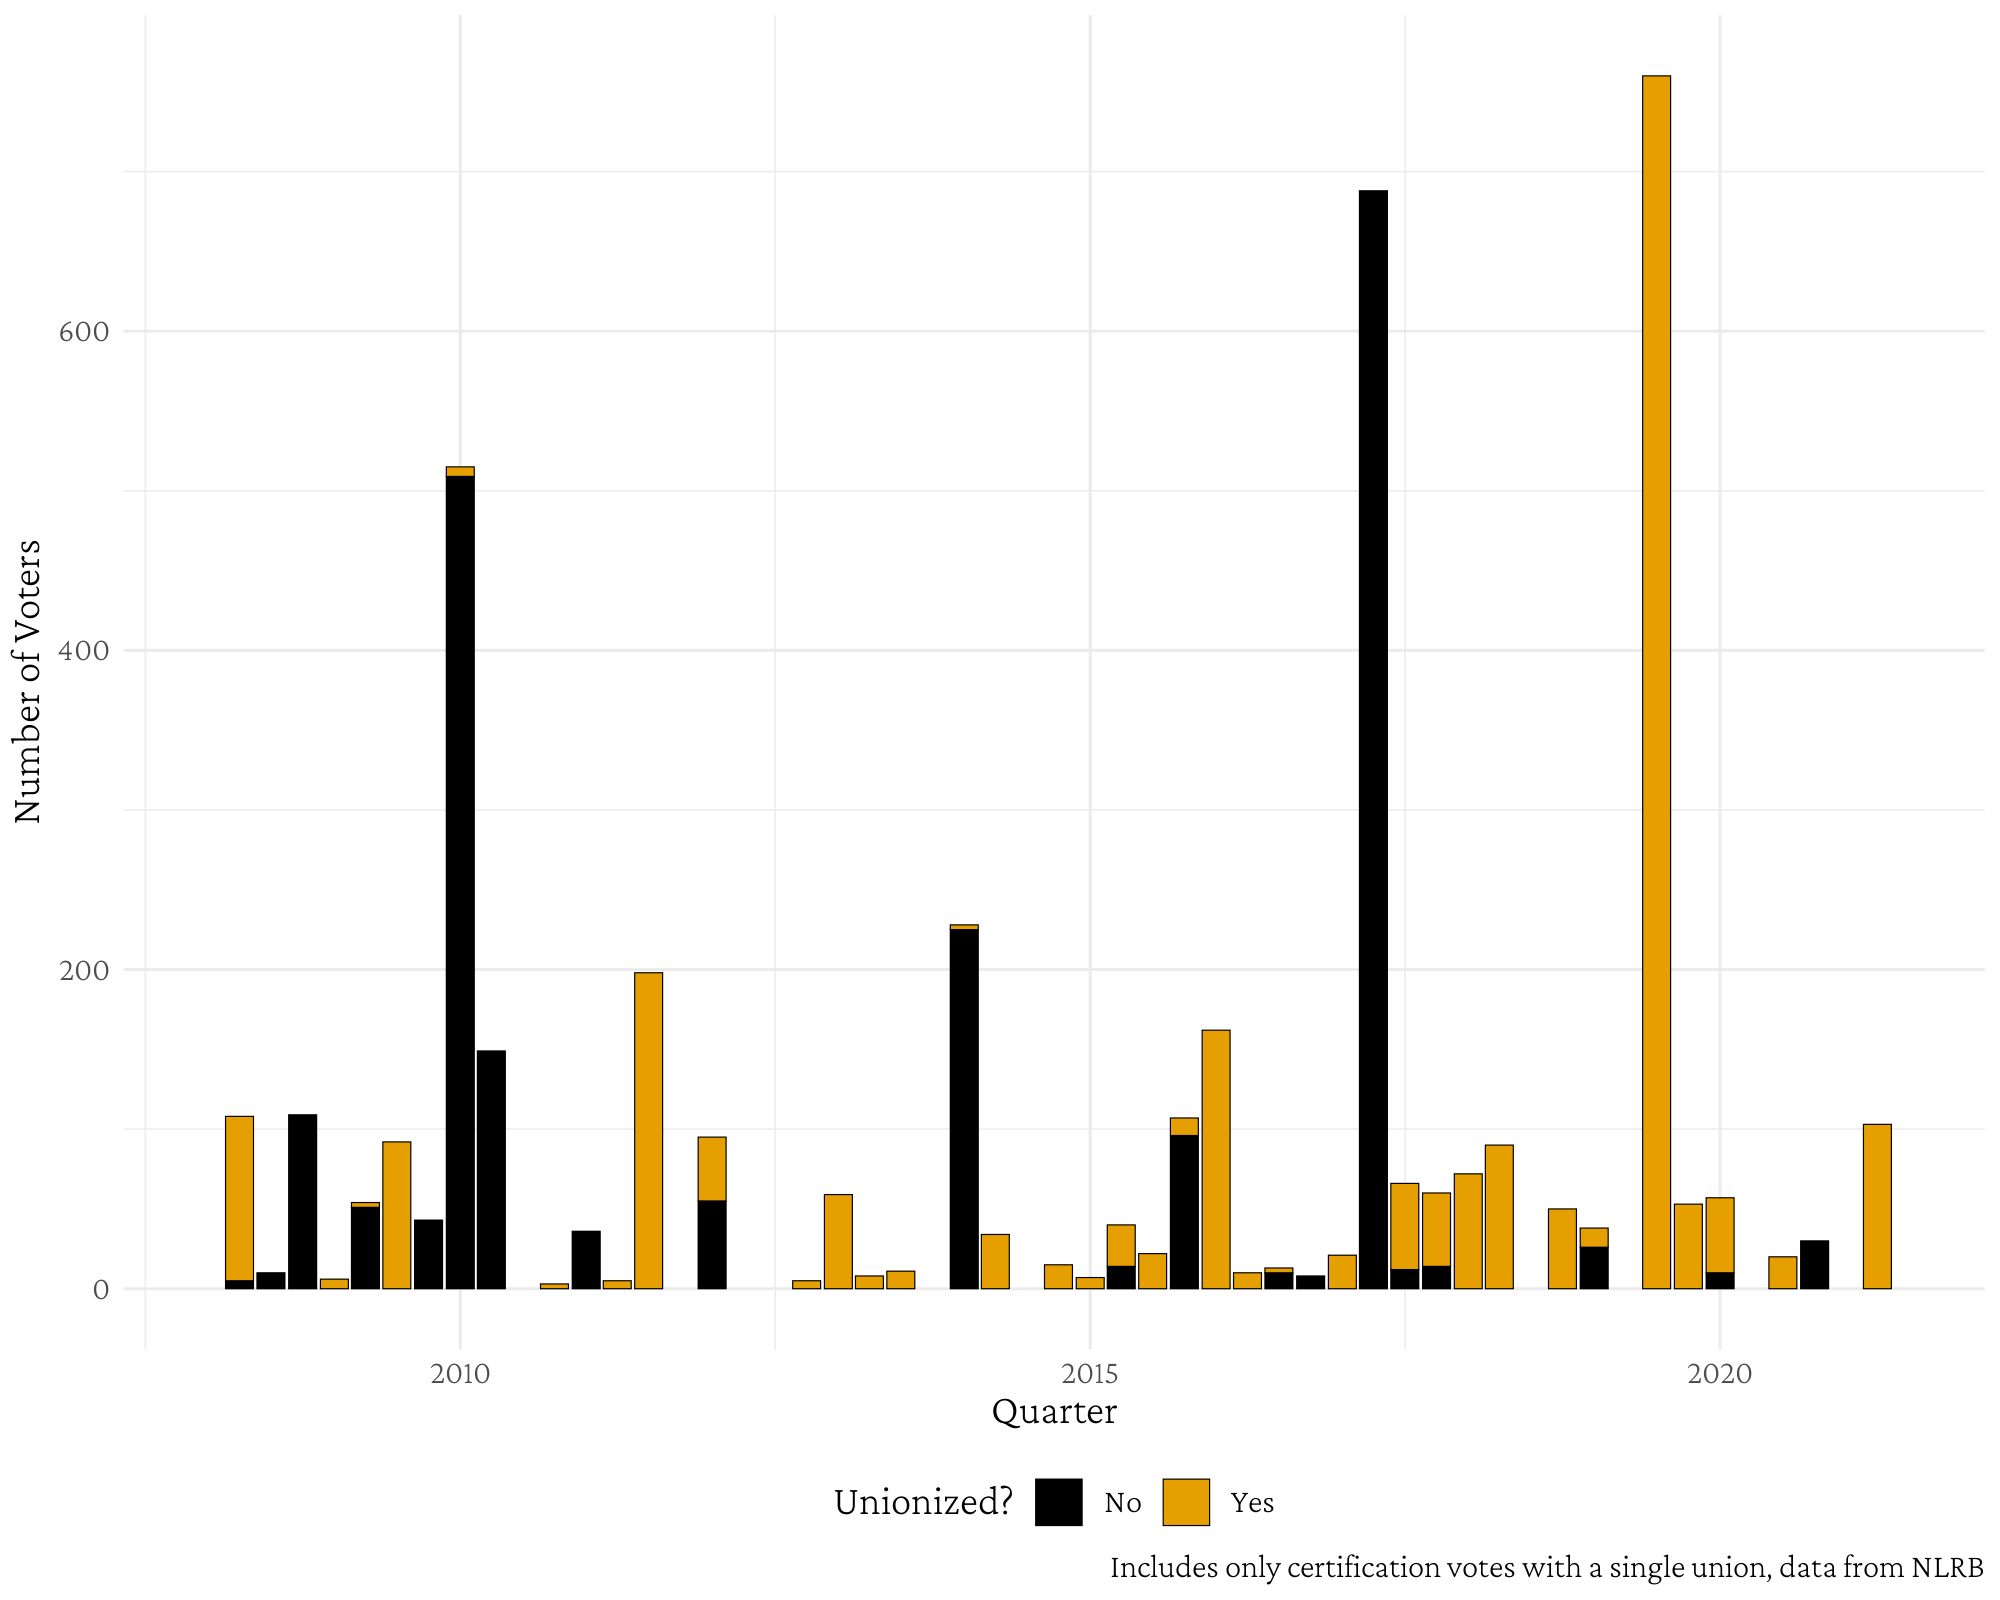 Number of Voters
600
400
200
0
2010 2015 2020
Quarter
Unionized? No Yes
Includes only certification votes with a single union, data from NLRB